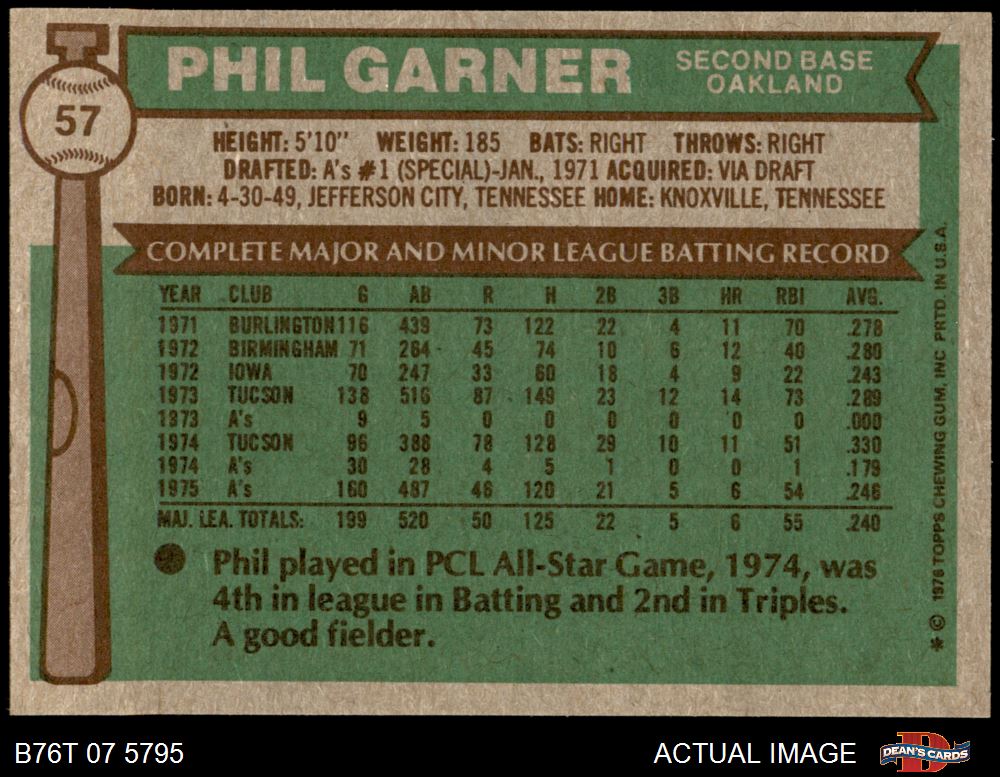 PHIL GARNER
SECOND BASE
OAKLAND
57
HEIGHT: 5'10" WEIGHT: 185 BATS: RIGHT THROWS: RIGHT
DRAFTED: A's #1 (SPECIAL)-JAN., 1971 ACQUIRED: VIA DRAFT
BORN: 4-30-49, JEFFERSON CITY, TENNESSEE HOME: KNOXVILLE, TENNESSEE
COMPLETE MAJOR AND MINOR LEAGUE BATTING RECORD
YEAR CLUB G AB R H 2B 3B HR RBI AVG.
1971 BURLINGTON 116 439 73 122 22 4 11 70 .278
1972 BIRMINGHAM 71 264 45 74 10 6 12 40 .280
1972 IOWA 70 247 33 60 18 4 9 22 .243
1973 TUCSON 138 516 87 149 23 12 14 73 .289
1973 A's 9 5 0 0 0 0 0 0 .000
1974 TUCSON 96 388 78 128 29 10 11 51 .330
1974 A's 30 28 4 5 1 0 0 1 .179
1975 A's 160 487 46 120 21 5 6 54 .246
MAJ. LEA. TOTALS: 199 520 50 125 22 5 6 55 .240
Phil played in PCL All-Star Game, 1974, was
4th in league in Batting and 2nd in Triples.
A good fielder.
* © 1976 TOPPS CHEWING GUM, INC PRTD. IN U.S.A.
B76T 07 5795
ACTUAL IMAGE
D
DEAN'S CARDS